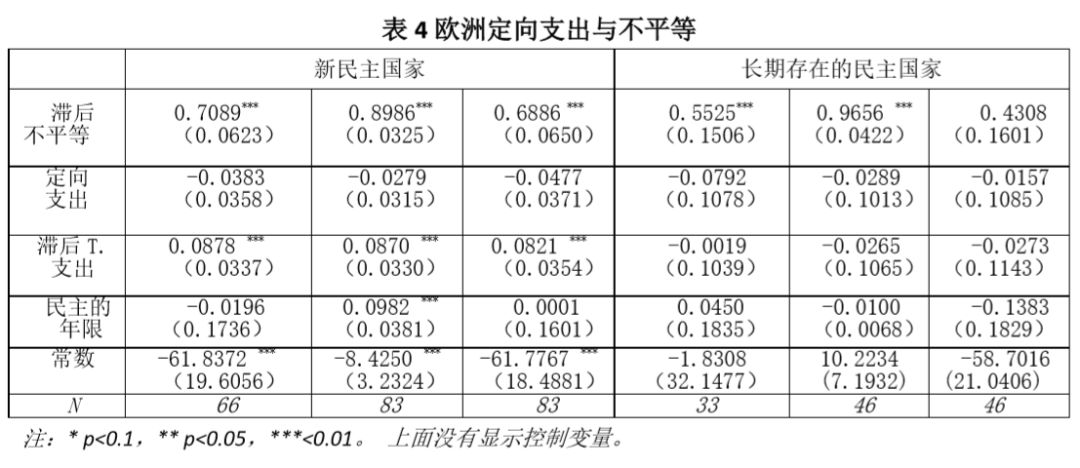 表 4 欧洲定向支出与不平等
新民主国家 长期存在的民主国家
滞后 0.7089*** 0.8986*** 0.6886 *** 0.5525*** 0.9656 *** 0.4308
不平等 (0.0623) (0.0325) (0.0650) (0.1506) (0.0422) (0.1601)
定向 -0.0383 -0.0279 -0.0477 -0.0792 -0.0289 -0.0157
支出 (0.0358) (0.0315) (0.0371) (0.1078) (0.1013) (0.1085)
滞后 T. 0.0878 *** 0.0870 *** 0.0821 *** -0.0019 -0.0265 -0.0273
支出 (0.0337) (0.0330) (0.0354) (0.1039) (0.1065) (0.1143)
民主的 -0.0196 0.0982 *** 0.0001 0.0450 -0.0100 -0.1383
年限 (0.1736) (0.0381) (0.1601) (0.1835) (0.0068) (0.1829)
常数 -61.8372 *** -8.4250 *** -61.7767 *** -1.8308 10.2234 -58.7016
(19.6056) (3.2324) (18.4881) (32.1477) (7.1932) (21.0406)
N 66 83 83 33 46 46
注：* p<0.1，** p<0.05，***<0.01。 上面没有显示控制变量。